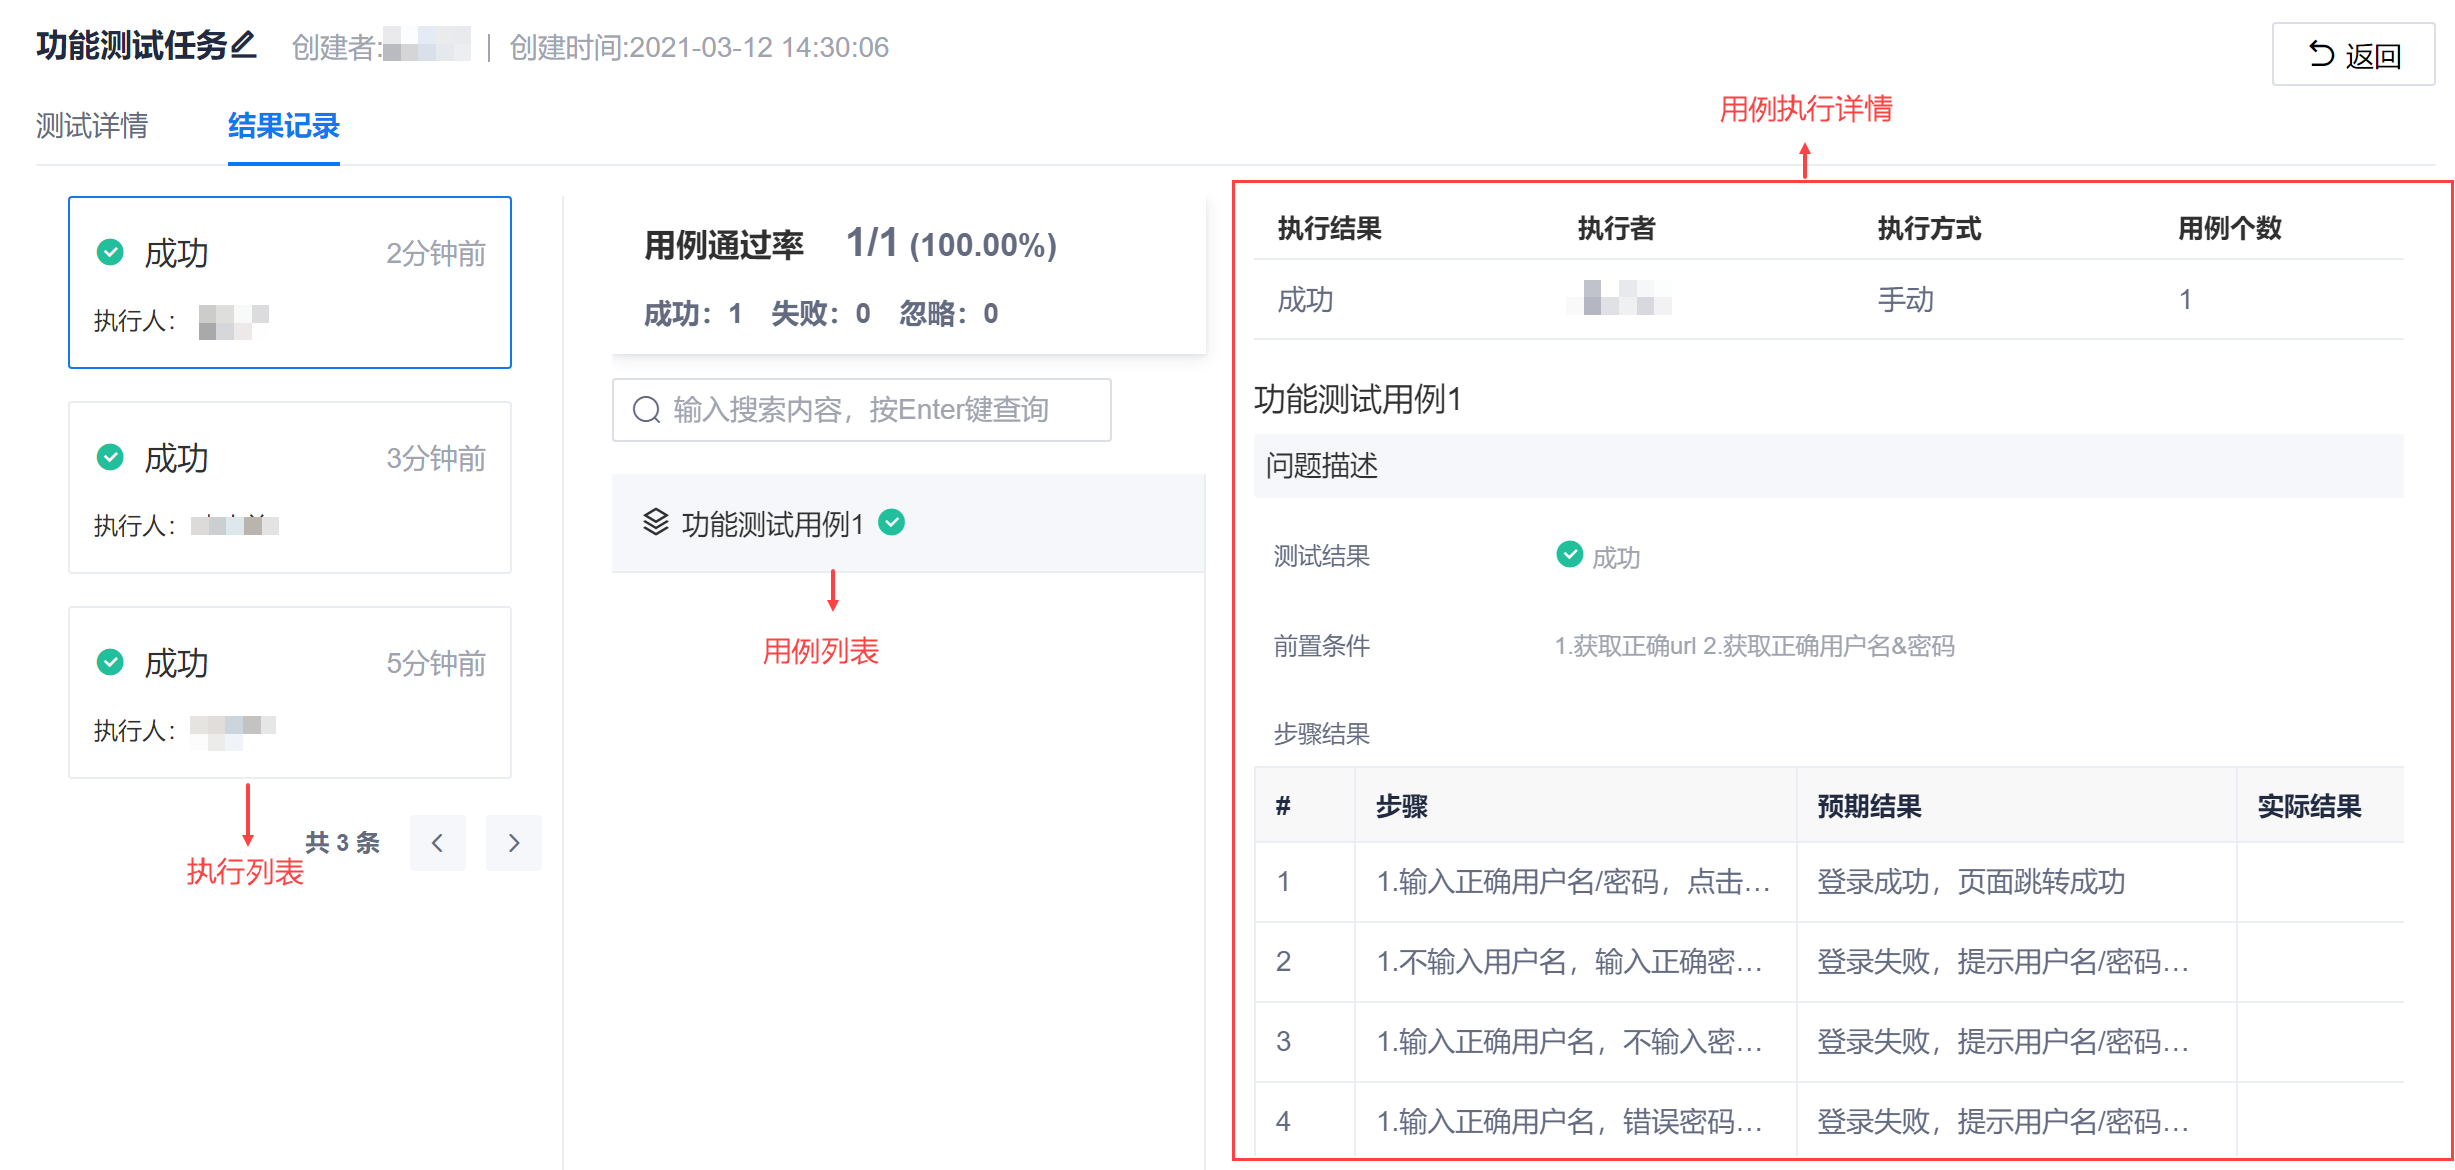 功能测试任务 创建者: | 创建时间:2021-03-12 14:30:06
返回
测试详情 结果记录
用例执行详情
成功 2分钟前
执行人：
成功 3分钟前
执行人：
成功 5分钟前
执行人：
共 3 条
执行列表
用例通过率 1/1 (100.00%)
成功：1 失败：0 忽略：0
输入搜索内容，按Enter键查询
功能测试用例1
用例列表
执行结果 执行者 执行方式 用例个数
成功 手动 1
功能测试用例1
问题描述
测试结果 成功
前置条件 1.获取正确url 2.获取正确用户名&密码
步骤结果
# 步骤 预期结果 实际结果
1 1.输入正确用户名/密码，点击... 登录成功，页面跳转成功
2 1.不输入用户名，输入正确密... 登录失败，提示用户名/密码...
3 1.输入正确用户名，不输入密... 登录失败，提示用户名/密码...
4 1.输入正确用户名，错误密码... 登录失败，提示用户名/密码...